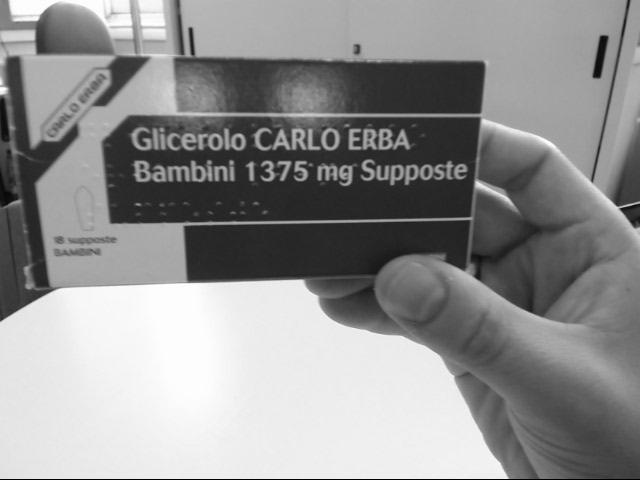 CARLO ERBA
Glicerolo CARLO ERBA
Bambini 1375 mg Supposte
18 supposte
BAMBINI